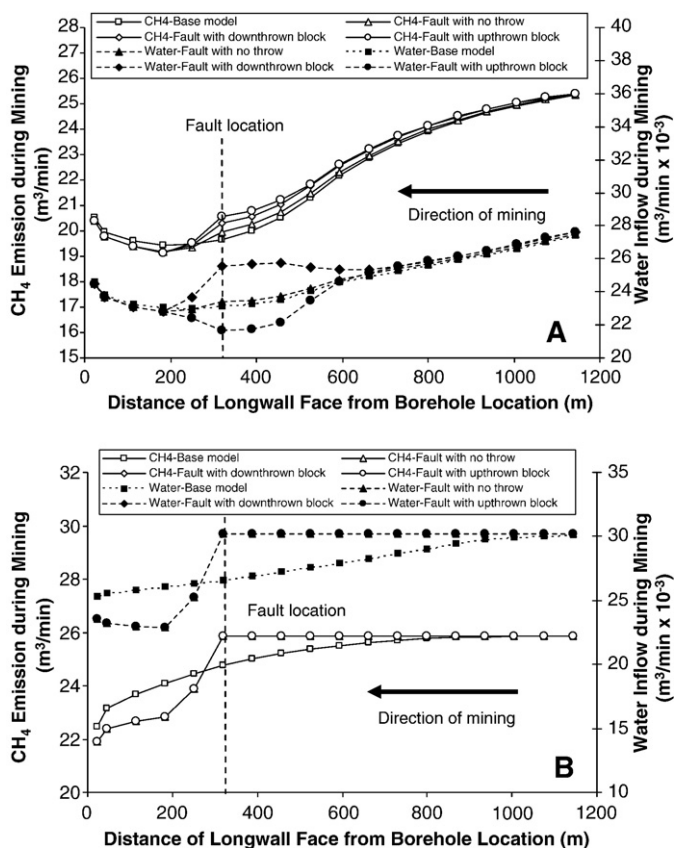 CH4-Base model CH4-Fault with no throw
CH4-Fault with downthrown block CH4-Fault with upthrown block
Water-Fault with no throw Water-Base model
Water-Fault with downthrown block Water-Fault with upthrown block
28
27
26
25
24
23
22
21
20
19
18
17
16
15
40
38
36
34
32
30
28
26
24
22
20
CH4 Emission during Mining
(m³/min)
Water Inflow during Mining
(m³/min x 10-3)
Fault location
Direction of mining
A
0 200 400 600 800 1000 1200
Distance of Longwall Face from Borehole Location (m)
CH4-Base model CH4-Fault with no throw
CH4-Fault with downthrown block CH4-Fault with upthrown block
Water-Base model Water-Fault with no throw
Water-Fault with downthrown block Water-Fault with upthrown block
32
30
28
26
24
22
20
35
30
25
20
15
10
CH4 Emission during Mining
(m³/min)
Water Inflow during Mining
(m³/min x 10-3)
Fault location
Direction of mining
B
0 200 400 600 800 1000 1200
Distance of Longwall Face from Borehole Location (m)